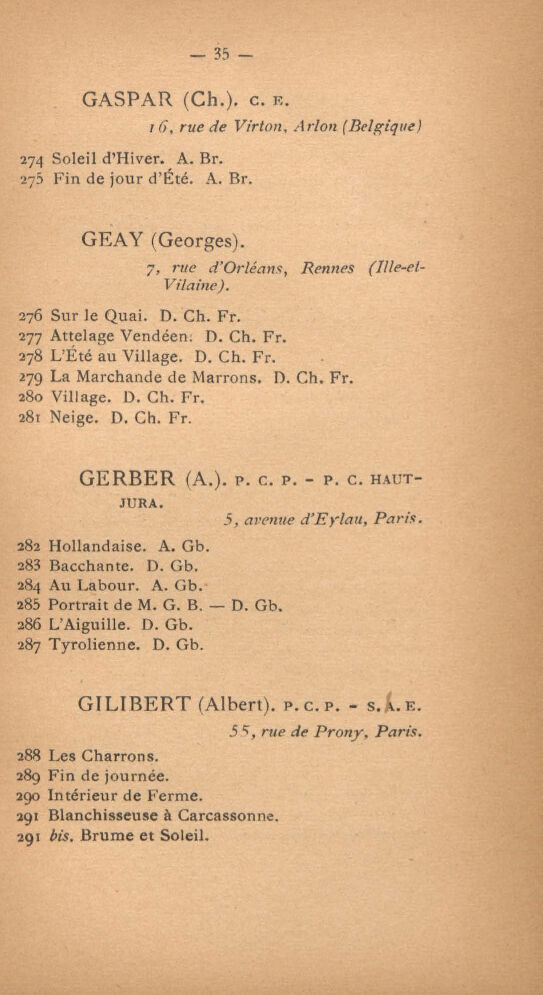 — 35 —
GASPAR (Ch.). C. E.
16, rue de Virton, Arlon (Belgique)
274 Soleil d'Hiver. A. Br.
275 Fin de jour d'Été. A. Br.
GEAY (Georges).
7, rue d'Orléans, Rennes (Ille-et-
Vilaine).
276 Sur le Quai. D. Ch. Fr.
277 Attelage Vendéen. D. Ch. Fr.
278 L'Été au Village. D. Ch. Fr.
279 La Marchande de Marrons. D. Ch. Fr.
280 Village. D. Ch. Fr.
281 Neige. D. Ch. Fr.
GERBER (A.). P. C. P. - P. C. HAUT-
JURA.
5, avenue d'Eylau, Paris.
282 Hollandaise. A. Gb.
283 Bacchante. D. Gb.
284 Au Labour. A. Gb.
285 Portrait de M. G. B. — D. Gb.
286 L'Aiguille. D. Gb.
287 Tyrolienne. D. Gb.
GILIBERT (Albert). P. C. P. - S. A. E.
55, rue de Prony, Paris.
288 Les Charrons.
289 Fin de journée.
290 Intérieur de Ferme.
291 Blanchisseuse à Carcassonne.
291 bis. Brume et Soleil.